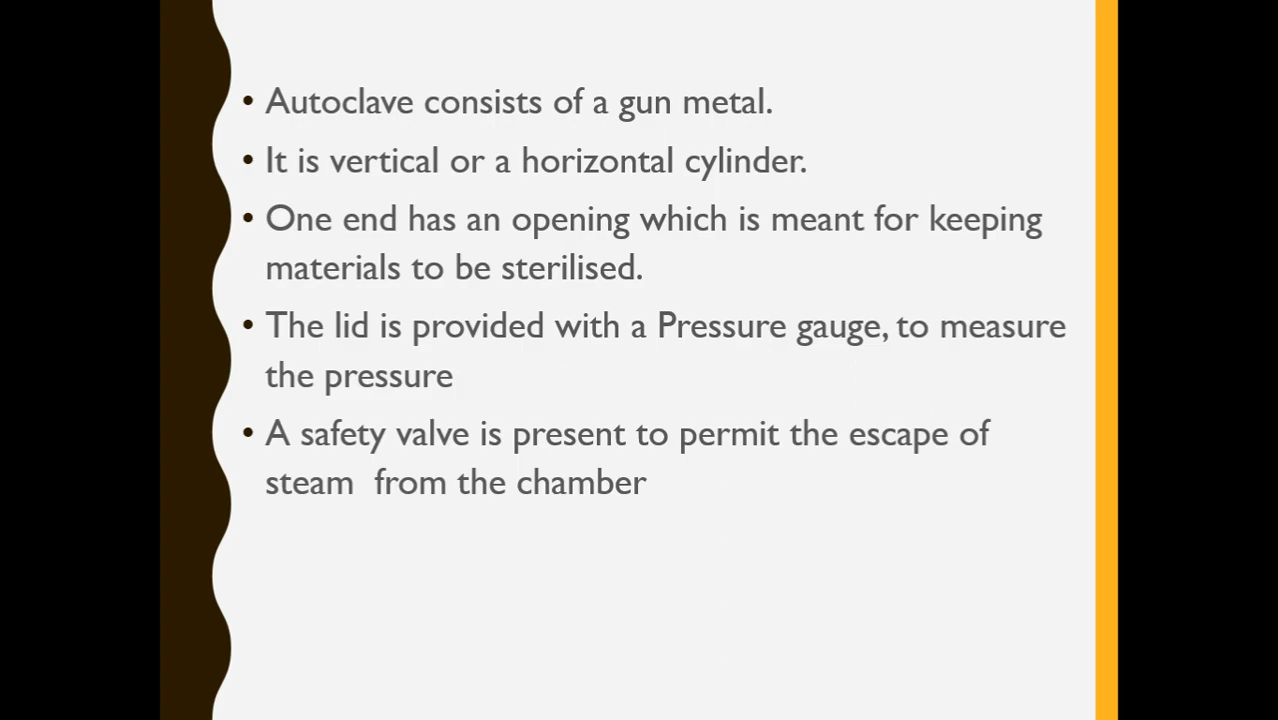 • Autoclave consists of a gun metal.
• It is vertical or a horizontal cylinder.
• One end has an opening which is meant for keeping
materials to be sterilised.
• The lid is provided with a Pressure gauge, to measure
the pressure
• A safety valve is present to permit the escape of
steam  from the chamber